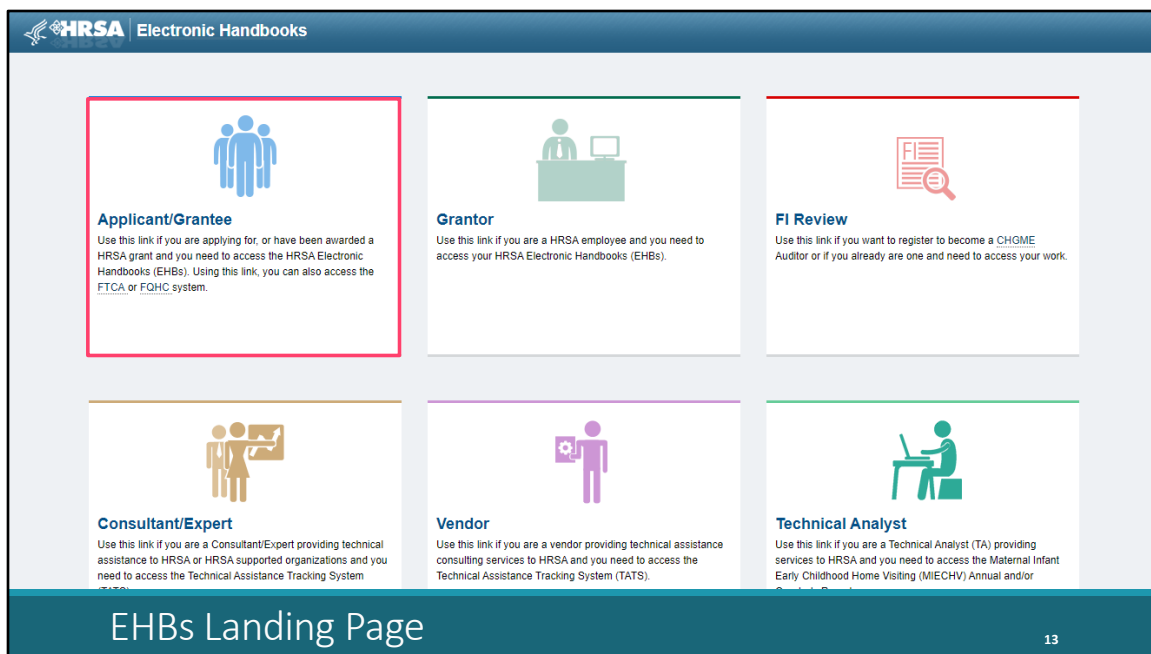 HRSA Electronic Handbooks
FI
Applicant/Grantee
Use this link if you are applying for, or have been awarded a
HRSA grant and you need to access the HRSA Electronic
Handbooks (EHBs). Using this link, you can also access the
FTCA or FQHC system.
Grantor
Use this link if you are a HRSA employee and you need to
access your HRSA Electronic Handbooks (EHBs).
FI Review
Use this link if you want to register to become a CHGME
Auditor or if you already are one and need to access your work.
Consultant/Expert
Use this link if you are a Consultant/Expert providing technical
assistance to HRSA or HRSA supported organizations and you
need to access the Technical Assistance Tracking System
Vendor
Use this link if you are a vendor providing technical assistance
consulting services to HRSA and you need to access the
Technical Assistance Tracking System (TATS).
Technical Analyst
Use this link if you are a Technical Analyst (TA) providing
services to HRSA and you need to access the Maternal Infant
Early Childhood Home Visiting (MIECHV) Annual and/or
EHBs Landing Page
13